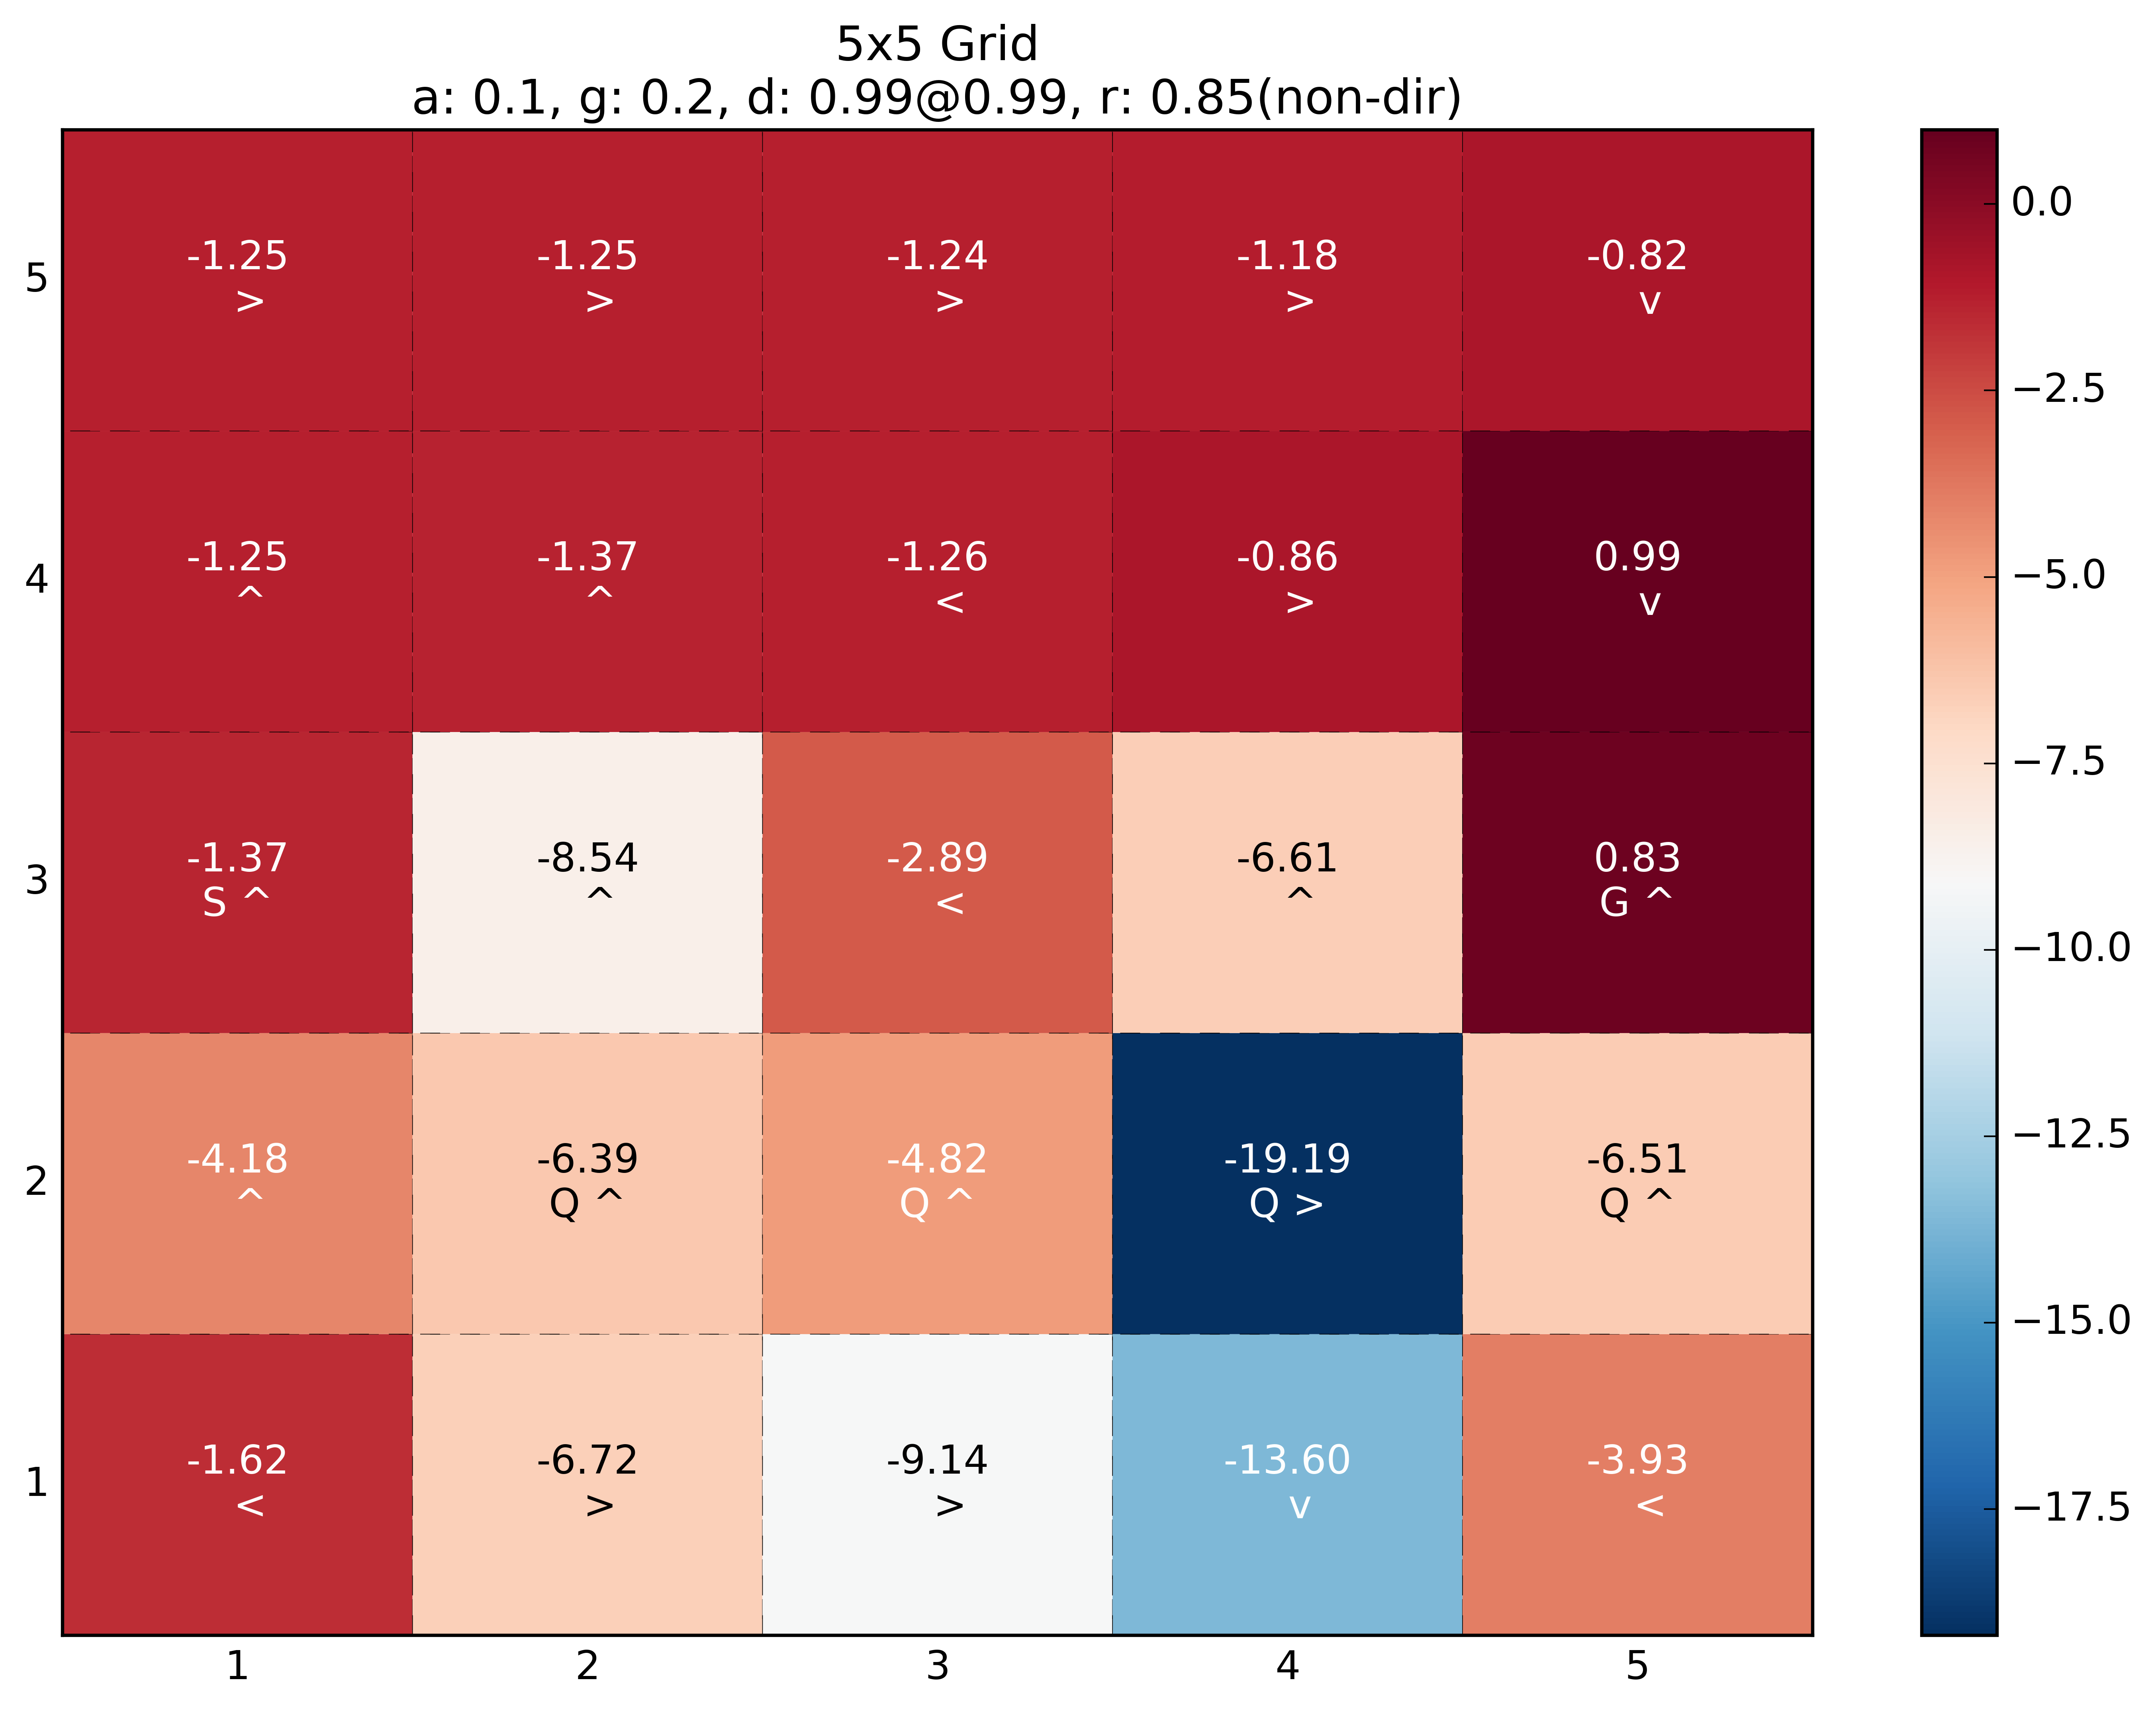 5x5 Grid
a: 0.1, g: 0.2, d: 0.99@0.99, r: 0.85(non-dir)
5
-1.25 -1.25 -1.24 -1.18 -0.82
> > > > v
4
-1.25 -1.37 -1.26 -0.86 0.99
^ ^ < > v
3
-1.37 -8.54 -2.89 -6.61 0.83
S ^ ^ < ^ G ^
2
-4.18 -6.39 -4.82 -19.19 -6.51
^ Q ^ Q ^ Q > Q ^
1
-1.62 -6.72 -9.14 -13.60 -3.93
< > > v <
1 2 3 4 5
0.0
−2.5
−5.0
−7.5
−10.0
−12.5
−15.0
−17.5